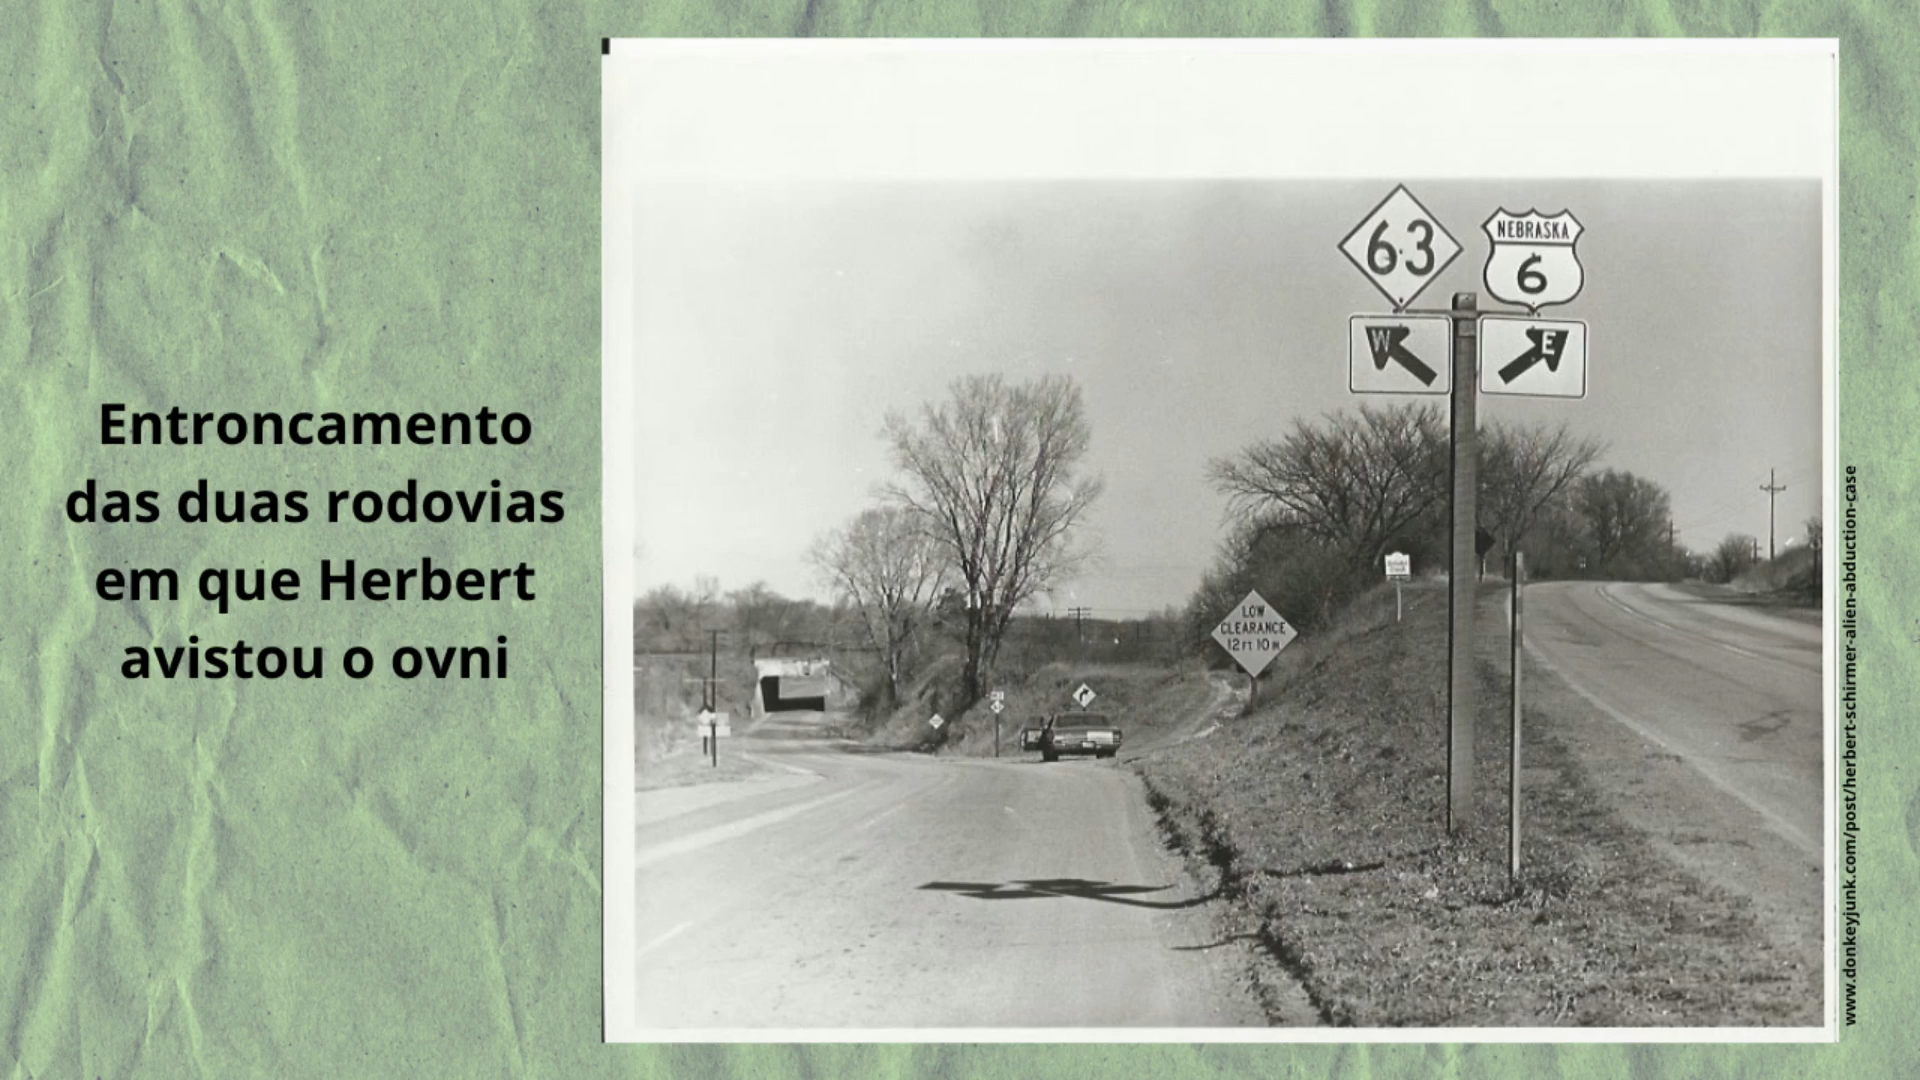 Entroncamento
das duas rodovias
em que Herbert
avistou o ovni
63
NEBRASKA
6
W
E
LOW
CLEARANCE
12 FT 10 IN
www.donkeyjunk.com/post/herbert-schirmer-alien-abduction-case